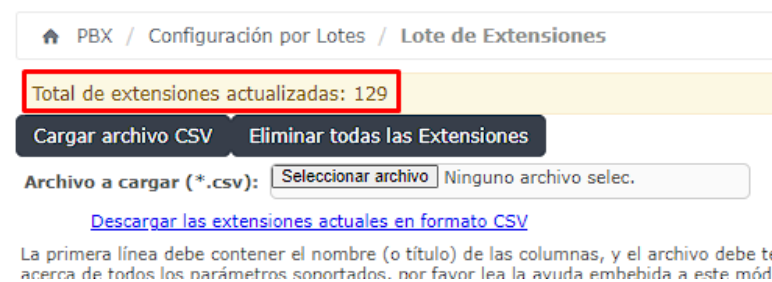 PBX / Configuración por Lotes / Lote de Extensiones
Total de extensiones actualizadas: 129
Cargar archivo CSV Eliminar todas las Extensiones
Archivo a cargar (*.csv): Seleccionar archivo Ninguno archivo selec.
Descargar las extensiones actuales en formato CSV
La primera línea debe contener el nombre (o título) de las columnas, y el archivo debe te
acerca de todos los parámetros soportados, por favor lea la ayuda embebida a este mód